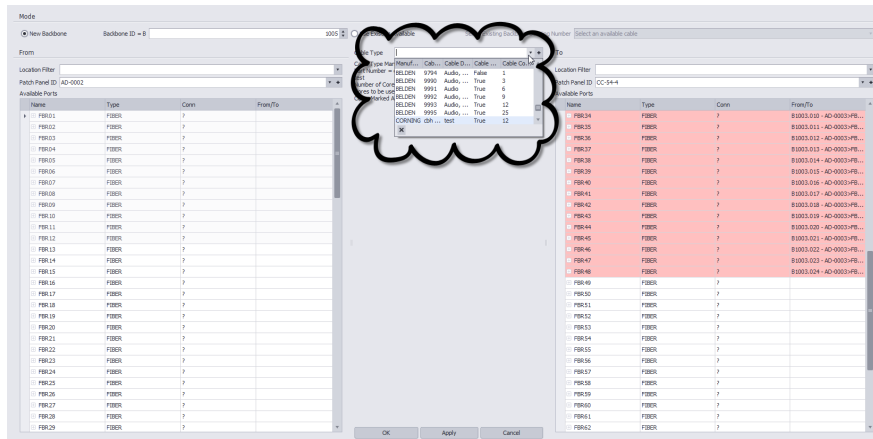 Mode
New Backbone Backbone ID = B 1005
Number Select an available cable
From
Cable Type
To
Location Filter
Patch Panel ID AD-0002
Available Ports
Name Type Conn From/To
FBR01 FIBER ?
FBR02 FIBER ?
FBR03 FIBER ?
FBR04 FIBER ?
FBR05 FIBER ?
FBR06 FIBER ?
FBR07 FIBER ?
FBR08 FIBER ?
FBR09 FIBER ?
FBR10 FIBER ?
FBR11 FIBER ?
FBR12 FIBER ?
FBR13 FIBER ?
FBR14 FIBER ?
FBR15 FIBER ?
FBR16 FIBER ?
FBR17 FIBER ?
FBR18 FIBER ?
FBR19 FIBER ?
FBR20 FIBER ?
FBR21 FIBER ?
FBR22 FIBER ?
FBR23 FIBER ?
FBR24 FIBER ?
FBR25 FIBER ?
FBR26 FIBER ?
FBR27 FIBER ?
FBR28 FIBER ?
FBR29 FIBER ?
Manuf... Cab... Cable D... Cable ...
BELDEN 9794 Audio, ... False 1
BELDEN 9990 Audio, ... True 3
BELDEN 9991 Audio True 6
BELDEN 9992 Audio, ... True 9
BELDEN 9993 Audio, ... True 12
BELDEN 9995 Audio, ... True 25
CORNING cbh ... test True 12
OK Apply Cancel
Location Filter
Patch Panel ID CC-54-4
Available Ports
Name Type Conn From/To
FBR34 FIBER ? B1003.010 - AD-0003>FB...
FBR35 FIBER ? B1003.011 - AD-0003>FB...
FBR36 FIBER ? B1003.012 - AD-0003>FB...
FBR37 FIBER ? B1003.013 - AD-0003>FB...
FBR38 FIBER ? B1003.014 - AD-0003>FB...
FBR39 FIBER ? B1003.015 - AD-0003>FB...
FBR40 FIBER ? B1003.016 - AD-0003>FB...
FBR41 FIBER ? B1003.017 - AD-0003>FB...
FBR42 FIBER ? B1003.018 - AD-0003>FB...
FBR43 FIBER ? B1003.019 - AD-0003>FB...
FBR44 FIBER ? B1003.020 - AD-0003>FB...
FBR45 FIBER ? B1003.021 - AD-0003>FB...
FBR46 FIBER ? B1003.022 - AD-0003>FB...
FBR47 FIBER ? B1003.023 - AD-0003>FB...
FBR48 FIBER ? B1003.024 - AD-0003>FB...
FBR49 FIBER ?
FBR50 FIBER ?
FBR51 FIBER ?
FBR52 FIBER ?
FBR53 FIBER ?
FBR54 FIBER ?
FBR55 FIBER ?
FBR56 FIBER ?
FBR57 FIBER ?
FBR58 FIBER ?
FBR59 FIBER ?
FBR60 FIBER ?
FBR61 FIBER ?
FBR62 FIBER ?